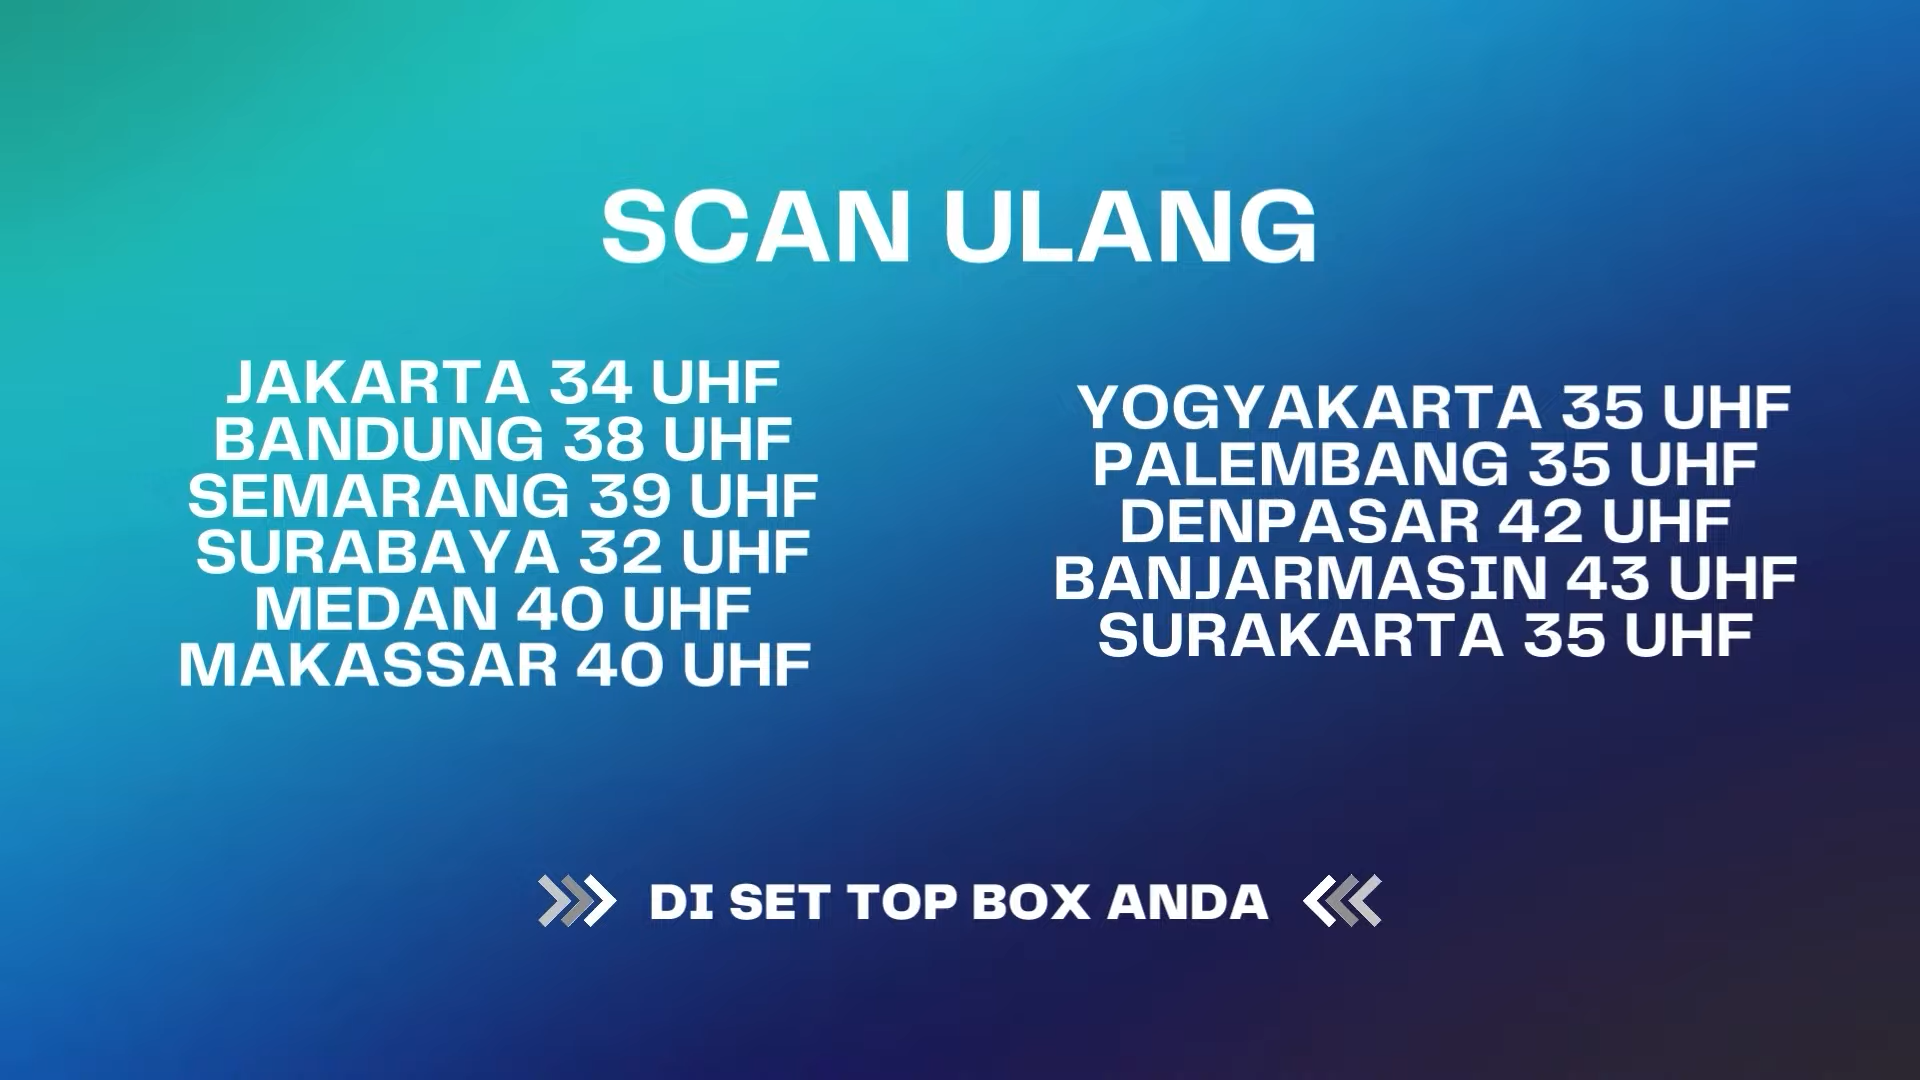 SCAN ULANG
JAKARTA 34 UHF
BANDUNG 38 UHF
SEMARANG 39 UHF
SURABAYA 32 UHF
MEDAN 40 UHF
MAKASSAR 40 UHF
YOGYAKARTA 35 UHF
PALEMBANG 35 UHF
DENPASAR 42 UHF
BANJARMASIN 43 UHF
SURAKARTA 35 UHF
DI SET TOP BOX ANDA